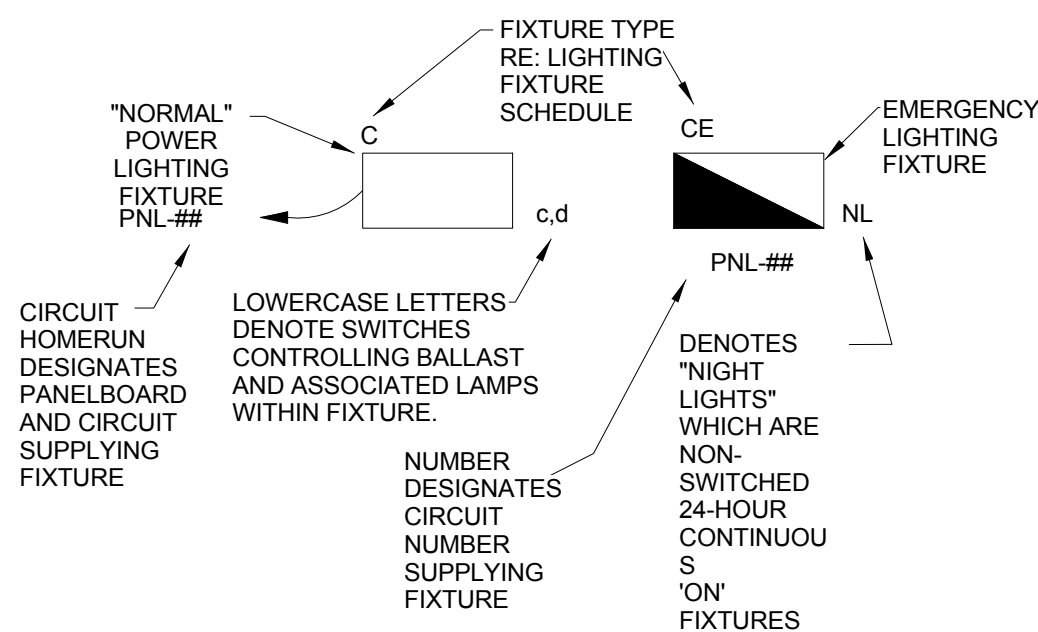 FIXTURE TYPE
RE: LIGHTING
FIXTURE
SCHEDULE
"NORMAL"
POWER
LIGHTING
FIXTURE
PNL-##
C
CE
EMERGENCY
LIGHTING
FIXTURE
c,d
NL
PNL-##
CIRCUIT
HOMERUN
DESIGNATES
PANELBOARD
AND CIRCUIT
SUPPLYING
FIXTURE
LOWERCASE LETTERS
DENOTE SWITCHES
CONTROLLING BALLAST
AND ASSOCIATED LAMPS
WITHIN FIXTURE.
NUMBER
DESIGNATES
CIRCUIT
NUMBER
SUPPLYING
FIXTURE
DENOTES
"NIGHT
LIGHTS"
WHICH ARE
NON-
SWITCHED
24-HOUR
CONTINUOU
S
'ON'
FIXTURES